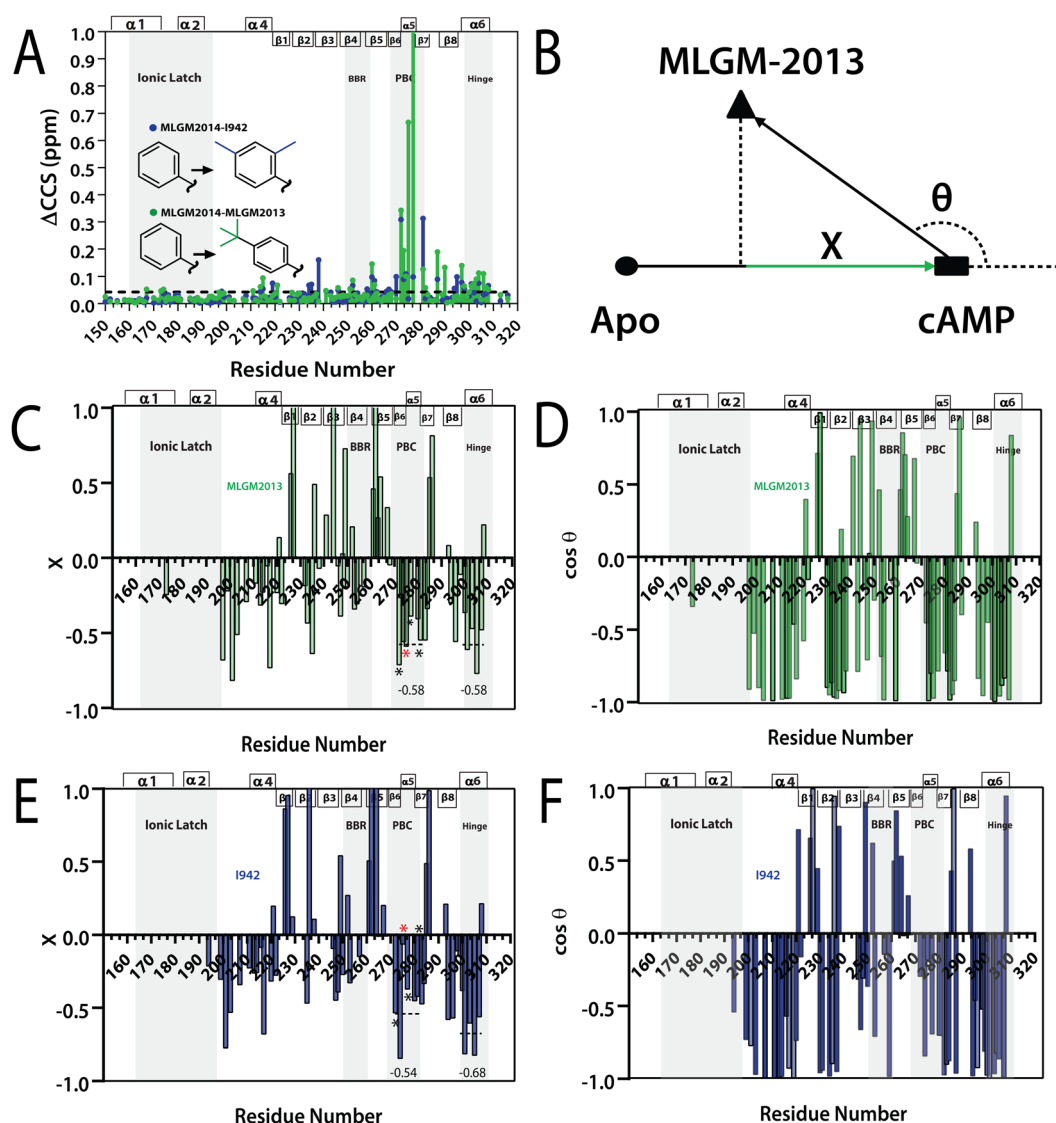 A
α1 α2 α4 α5 α6
β1 β2 β3 β4 β5 β6 β7 β8
1.0
0.9
0.8
0.7
0.6
0.5
0.4
0.3
0.2
0.1
0.0
ΔCCS (ppm)
Ionic Latch
BBR
PBC
Hinge
MLGM2014-I942
MLGM2014-MLGM2013
150 160 170 180 190 200 210 220 230 240 250 260 270 280 290 300 310 320
Residue Number
B
MLGM-2013
θ
X
Apo
cAMP
C
α1 α2 α4 α5 α6
β1 β2 β3 β4 β5 β6 β7 β8
1.0
0.5
0.0
-0.5
-1.0
X
Ionic Latch
BBR
PBC
Hinge
MLGM2013
160 170 180 190 200 210 220 230 240 250 260 270 280 290 300 310 320
* * * *
-0.58
-0.58
Residue Number
D
α1 α2 α4 α5 α6
β1 β2 β3 β4 β5 β6 β7 β8
1.0
0.5
0.0
-0.5
-1.0
cos θ
Ionic Latch
BBR
PBC
Hinge
MLGM2013
160 170 180 190 200 210 220 230 240 250 260 270 280 290 300 310 320
Residue Number
E
α1 α2 α4 α5 α6
β3 β4 β6 β7 β8
1.0
0.5
0.0
-0.5
-1.0
X
Ionic Latch
BBR
PBC
Hinge
I942
160 170 180 190 200 210 220 230 240 250 260 270 280 290 300 310 320
* * * *
-0.54
-0.68
Residue Number
F
α1 α2 α4 α5 α6
β1 β2 β3 β4 β5 β6 β7 β8
1.0
0.5
0.0
-0.5
-1.0
cos θ
Ionic Latch
BBR
PBC
Hinge
I942
160 170 180 190 200 210 220 230 240 250 260 270 280 290 300 310 320
Residue Number